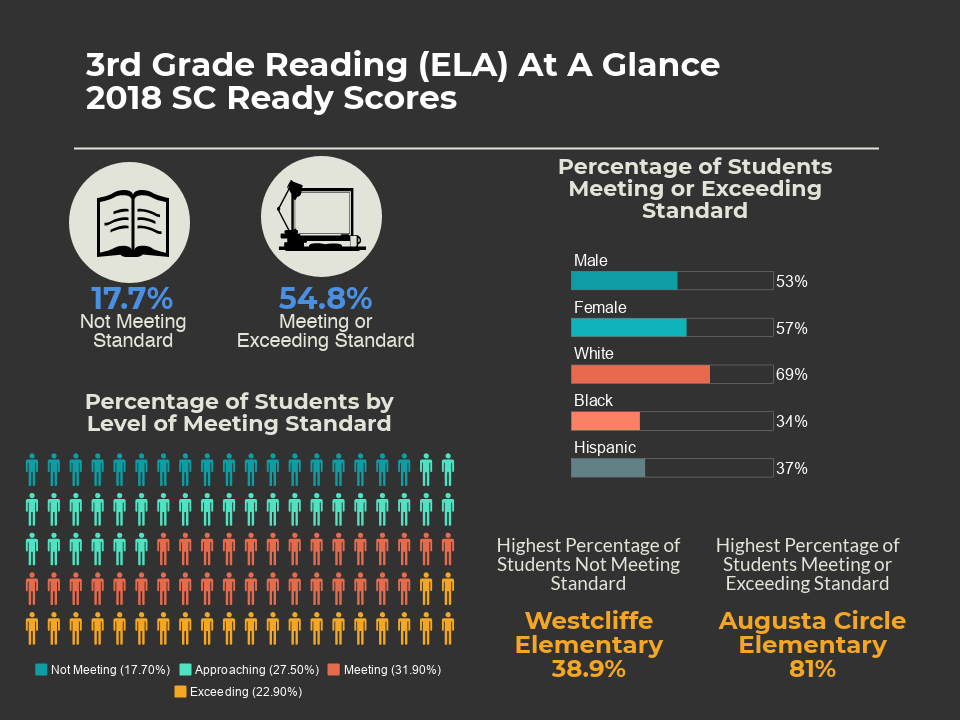 3rd Grade Reading (ELA) At A Glance
2018 SC Ready Scores
17.7%
Not Meeting
Standard
54.8%
Meeting or
Exceeding Standard
Percentage of Students by
Level of Meeting Standard
Not Meeting (17.70%) Approaching (27.50%) Meeting (31.90%)
Exceeding (22.90%)
Percentage of Students
Meeting or Exceeding
Standard
Male
53%
Female
57%
White
69%
Black
34%
Hispanic
37%
Highest Percentage of
Students Not Meeting
Standard
Westcliffe
Elementary
38.9%
Highest Percentage of
Students Meeting or
Exceeding Standard
Augusta Circle
Elementary
81%